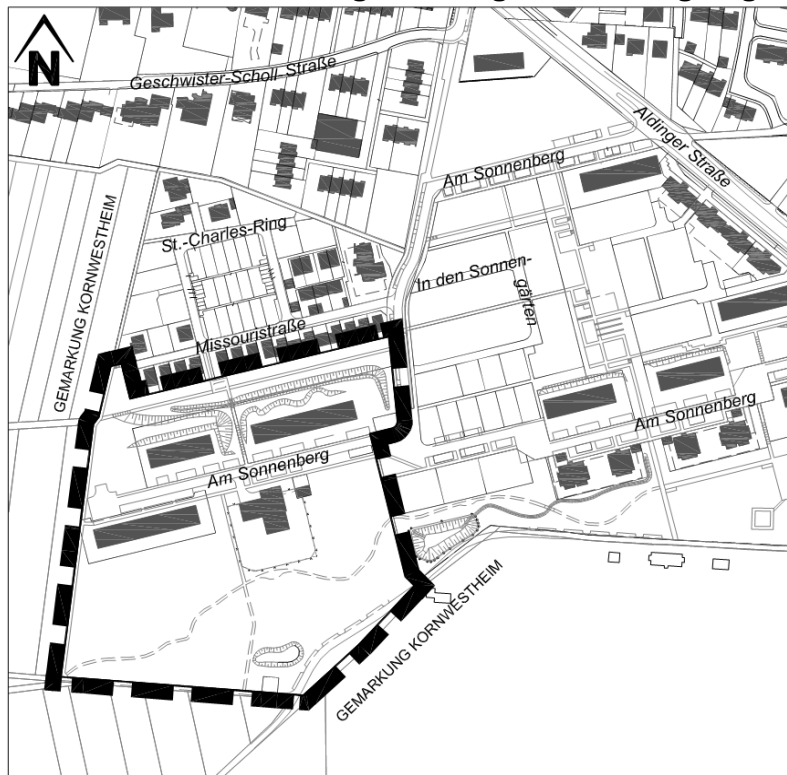 N
Geschwister-Scholl-Straße
Aldinger Straße
Am Sonnenberg
GEMARKUNG KORNWESTHEIM
St.-Charles-Ring
In den Sonnen-
gärten
Missouristraße
Am Sonnenberg
Am Sonnenberg
GEMARKUNG KORNWESTHEIM